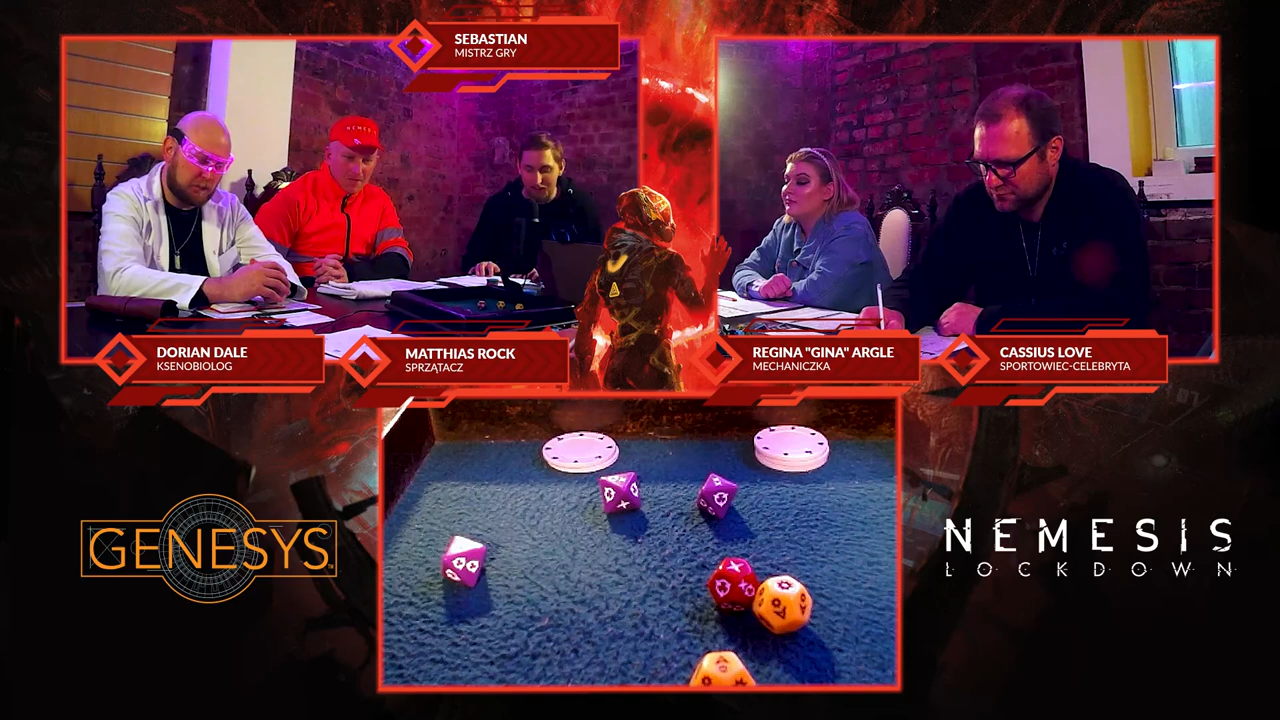 SEBASTIAN
MISTRZ GRY
NEMESIS
DORIAN DALE
KSENOBIOLOG
MATTHIAS ROCK
SPRZĄTACZ
REGINA "GINA" ARGLE
MECHANICZKA
CASSIUS LOVE
SPORTOWIEC-CELEBRYTA
GENESYS
NEMESIS
LOCKDOWN